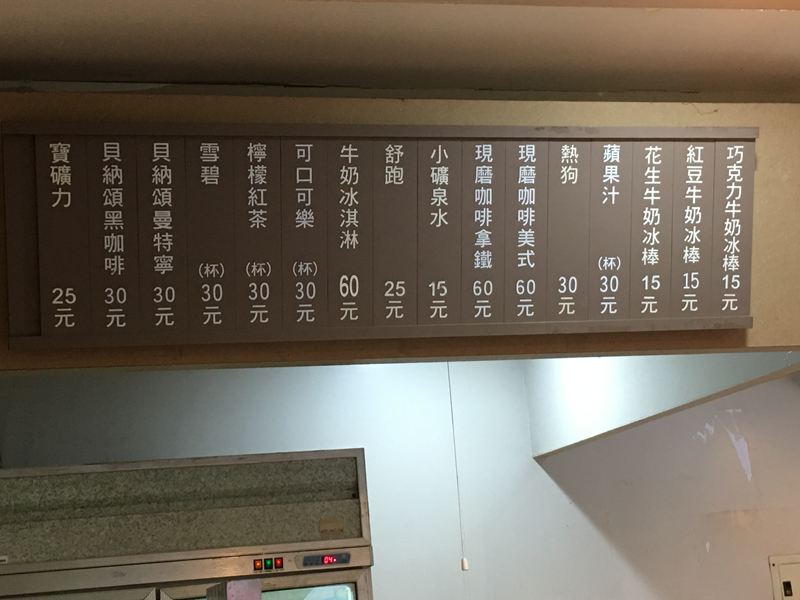 巧克力牛奶冰棒 15元
紅豆牛奶冰棒 15元
花生牛奶冰棒 15元
蘋果汁 (杯) 30元
熱狗 30元
現磨咖啡美式 60元
現磨咖啡拿鐵 60元
小礦泉水 15元
舒跑 25元
牛奶冰淇淋 60元
可口可樂 (杯) 30元
檸檬紅茶 (杯) 30元
雪碧 (杯) 30元
貝納頌曼特寧 30元
貝納頌黑咖啡 30元
寶礦力 25元